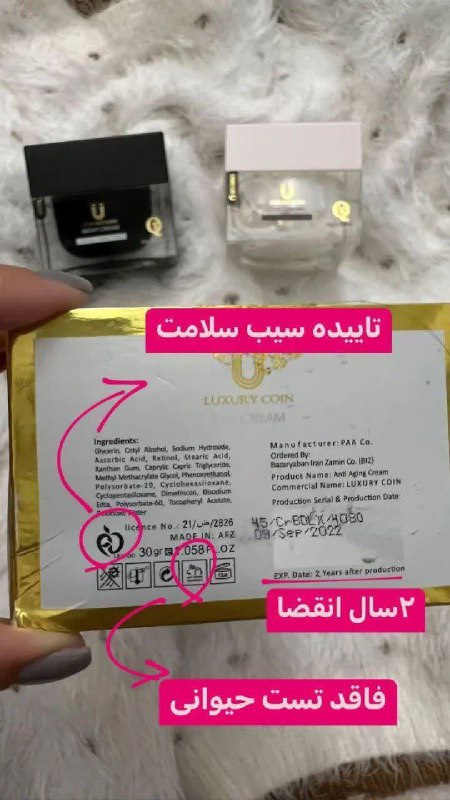 تاییده سیب سلامت
LUXURY COIN
CREAM
Ingredients:
Glycerin, Cetyl Alcohol, Sodium Hydroxide,
Ascorbic Acid, Retinol, Stearic Acid,
Xanthan Gum, Caprylic Capric Triglyceride,
Methyl Methacrylate Glycol, Phenoxyethanol,
Polysorbate-20, Cyclohexasiloxane,
Cyclopentasiloxane, Dimethicon, Disodium
Edta, Polysorbate-60, Tocopheryl Acetate,
Water
licence No.: 21/ص/2826
MADE IN: AFZ
30gr
1.058 F.OZ
12M
Manufacturer: PAA Co.
Ordered By:
Bazaryaban Iran Zamin Co. (BIZ)
Product Name: Anti Aging Cream
Commercial Name: LUXURY COIN
Production Serial & Production Date:
09 Sep/2022
EXP. Date: 2 Years after production
۲سال انقضا
فاقد تست حیوانی